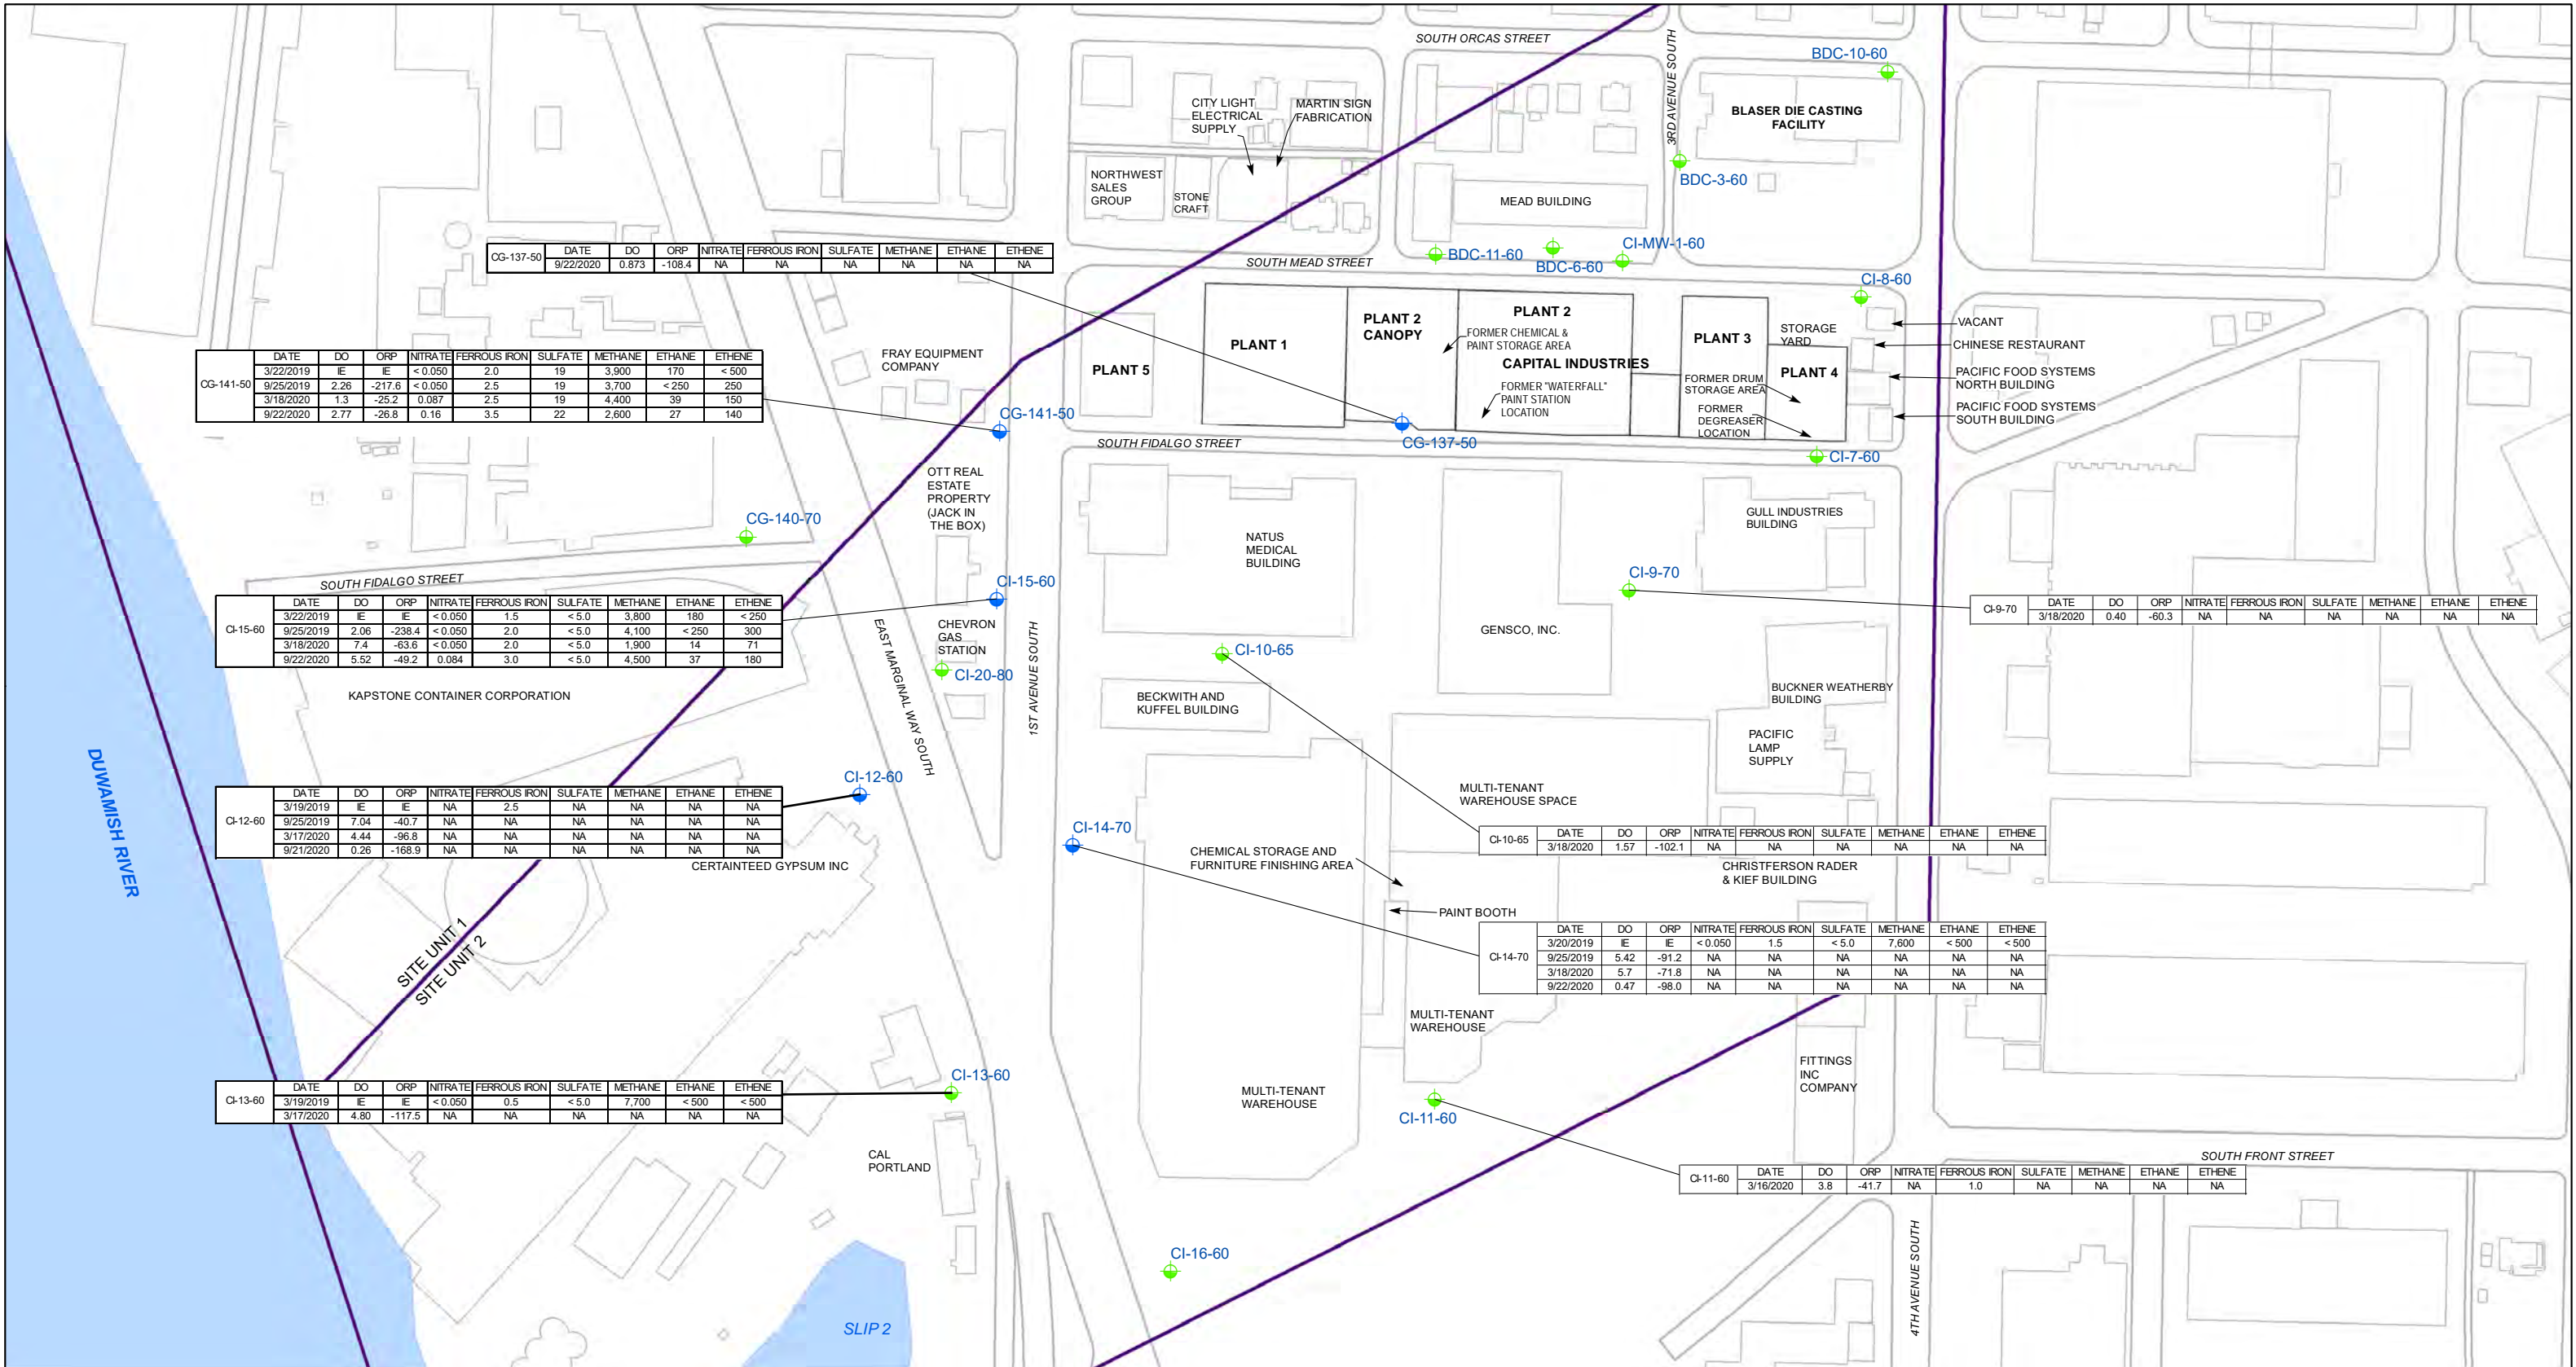 SOUTH ORCAS STREET
3RD AVENUE SOUTH
BDC-10-60
CITY LIGHT
ELECTRICAL
SUPPLY
MARTIN SIGN
FABRICATION
BLASER DIE CASTING
FACILITY
NORTHWEST
SALES
GROUP
STONE
CRAFT
BDC-3-60
MEAD BUILDING
CG-137-50
DATE DO ORP NITRATE FERROUS IRON SULFATE METHANE ETHANE ETHENE
9/22/2020 0.873 -108.4 NA NA NA NA NA NA
SOUTH MEAD STREET
BDC-11-60
BDC-6-60
CI-MW-1-60
CI-8-60
PLANT 5
PLANT 1
PLANT 2
CANOPY
PLANT 2
FORMER CHEMICAL &
PAINT STORAGE AREA
CAPITAL INDUSTRIES
FORMER "WATERFALL"
PAINT STATION
LOCATION
PLANT 3
STORAGE
YARD
PLANT 4
FORMER DRUM
STORAGE AREA
FORMER
DEGREASER
LOCATION
VACANT
CHINESE RESTAURANT
PACIFIC FOOD SYSTEMS
NORTH BUILDING
PACIFIC FOOD SYSTEMS
SOUTH BUILDING
FRAY EQUIPMENT
COMPANY
CG-141-50
DATE DO ORP NITRATE FERROUS IRON SULFATE METHANE ETHANE ETHENE
3/22/2019 IE IE < 0.050 2.0 19 3,900 170 < 500
9/25/2019 2.26 -217.6 < 0.050 2.5 19 3,700 < 250 250
3/18/2020 1.3 -25.2 0.087 2.5 19 4,400 39 150
9/22/2020 2.77 -26.8 0.16 3.5 22 2,600 27 140
CG-141-50
CG-137-50
SOUTH FIDALGO STREET
CI-7-60
OTT REAL
ESTATE
PROPERTY
(JACK IN
THE BOX)
CG-140-70
NATUS
MEDICAL
BUILDING
GULL INDUSTRIES
BUILDING
SOUTH FIDALGO STREET
CI-15-60
CI-9-70
CI-15-60
DATE DO ORP NITRATE FERROUS IRON SULFATE METHANE ETHANE ETHENE
3/22/2019 IE IE < 0.050 1.5 < 5.0 3,800 180 < 250
9/25/2019 2.06 -238.4 < 0.050 2.0 < 5.0 4,100 < 250 300
3/18/2020 7.4 -63.6 < 0.050 2.0 < 5.0 1,900 14 71
9/22/2020 5.52 -49.2 0.084 3.0 < 5.0 4,500 37 180
CI-9-70
DATE DO ORP NITRATE FERROUS IRON SULFATE METHANE ETHANE ETHENE
3/18/2020 0.40 -60.3 NA NA NA NA NA NA
CHEVRON
GAS
STATION
CI-20-80
EAST MARGINAL WAY SOUTH
1ST AVENUE SOUTH
GENSCO, INC.
CI-10-65
BECKWITH AND
KUFFEL BUILDING
BUCKNER WEATHERBY
BUILDING
KAPSTONE CONTAINER CORPORATION
PACIFIC
LAMP
SUPPLY
DUWAMISH RIVER
CI-12-60
CI-12-60
DATE DO ORP NITRATE FERROUS IRON SULFATE METHANE ETHANE ETHENE
3/19/2019 IE IE NA 2.5 NA NA NA NA
9/25/2019 7.04 -40.7 NA NA NA NA NA NA
3/17/2020 4.44 -96.8 NA NA NA NA NA NA
9/21/2020 0.26 -168.9 NA NA NA NA NA NA
CERTAINTEED GYPSUM INC
MULTI-TENANT
WAREHOUSE SPACE
CI-14-70
CI-10-65
DATE DO ORP NITRATE FERROUS IRON SULFATE METHANE ETHANE ETHENE
3/18/2020 1.57 -102.1 NA NA NA NA NA NA
CHEMICAL STORAGE AND
FURNITURE FINISHING AREA
CHRISTFERSON RADER
& KIEF BUILDING
PAINT BOOTH
CI-14-70
DATE DO ORP NITRATE FERROUS IRON SULFATE METHANE ETHANE ETHENE
3/20/2019 IE IE < 0.050 1.5 < 5.0 7,600 < 500 < 500
9/25/2019 5.42 -91.2 NA NA NA NA NA NA
3/18/2020 5.7 -71.8 NA NA NA NA NA NA
9/22/2020 0.47 -98.0 NA NA NA NA NA NA
SITE UNIT 1
SITE UNIT 2
MULTI-TENANT
WAREHOUSE
FITTINGS
INC
COMPANY
CI-13-60
CI-13-60
DATE DO ORP NITRATE FERROUS IRON SULFATE METHANE ETHANE ETHENE
3/19/2019 IE IE < 0.050 0.5 < 5.0 7,700 < 500 < 500
3/17/2020 4.80 -117.5 NA NA NA NA NA NA
MULTI-TENANT
WAREHOUSE
CI-11-60
CAL
PORTLAND
SOUTH FRONT STREET
CI-11-60
DATE DO ORP NITRATE FERROUS IRON SULFATE METHANE ETHANE ETHENE
3/16/2020 3.8 -41.7 NA 1.0 NA NA NA NA
CI-16-60
4TH AVENUE SOUTH
SLIP 2